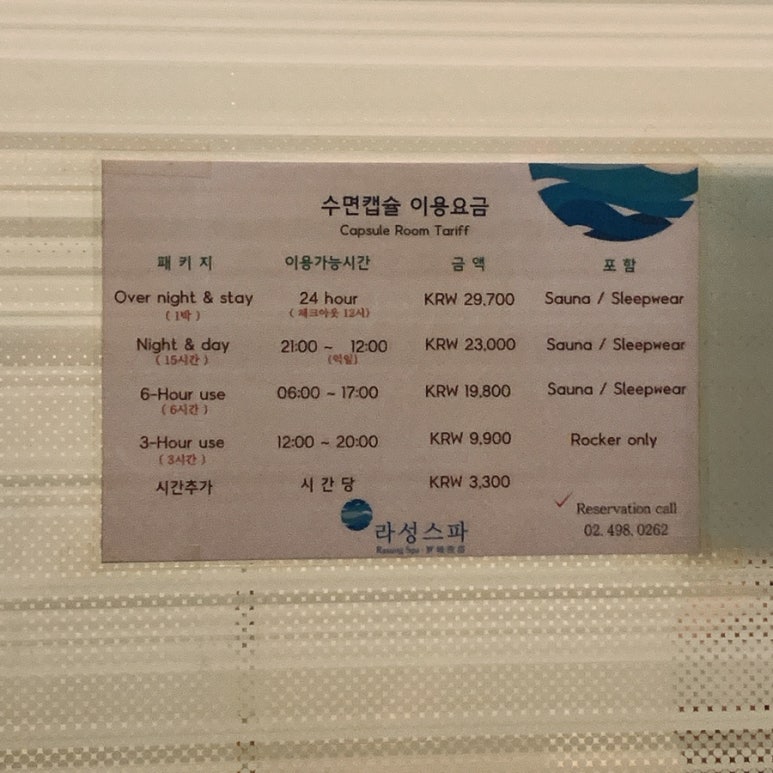 수면캡슐 이용요금
Capsule Room Tariff
패 키 지 이용가능시간 금 액 포 함
Over night & stay 24 hour KRW 29,700 Sauna / Sleepwear
( 1박 ) ( 체크아웃 12시)
Night & day 21:00 ~ 12:00 KRW 23,000 Sauna / Sleepwear
( 15시간 ) (익일)
6-Hour use 06:00 ~ 17:00 KRW 19,800 Sauna / Sleepwear
( 6시간 )
3-Hour use 12:00 ~ 20:00 KRW 9,900 Rocker only
( 3시간 )
시간추가 시 간 당 KRW 3,300
Reservation call
02. 498. 0262
라성스파
Rasung Spa